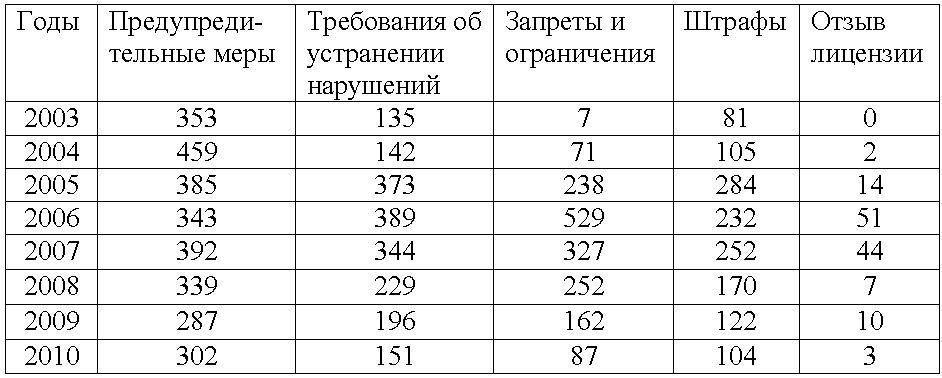 Годы Предупреди- Требования об Запреты и Штрафы Отзыв
тельные меры устранении ограничения лицензии
нарушений
2003 353 135 7 81 0
2004 459 142 71 105 2
2005 385 373 238 284 14
2006 343 389 529 232 51
2007 392 344 327 252 44
2008 339 229 252 170 7
2009 287 196 162 122 10
2010 302 151 87 104 3